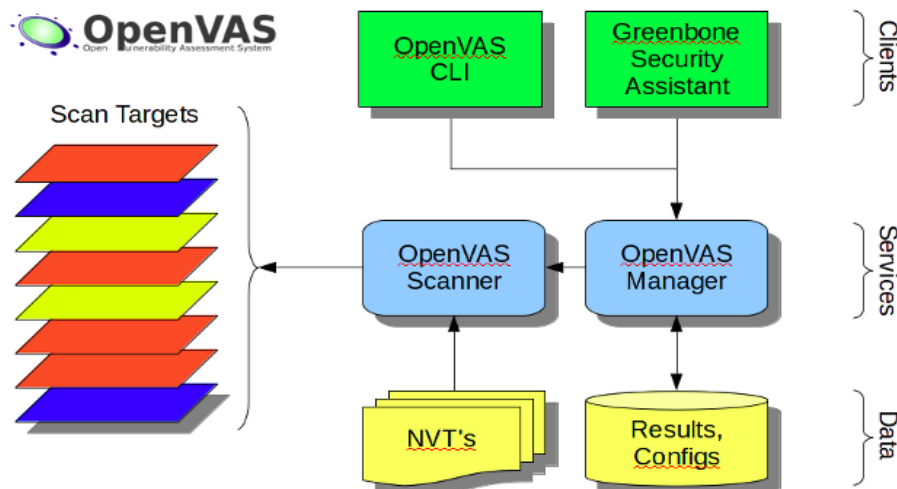 OpenVAS
Open Vulnerability Assessment System
Scan Targets
OpenVAS
CLI
Greenbone
Security
Assistant
Clients
OpenVAS
Scanner
OpenVAS
Manager
Services
NVT's
Results,
Configs
Data